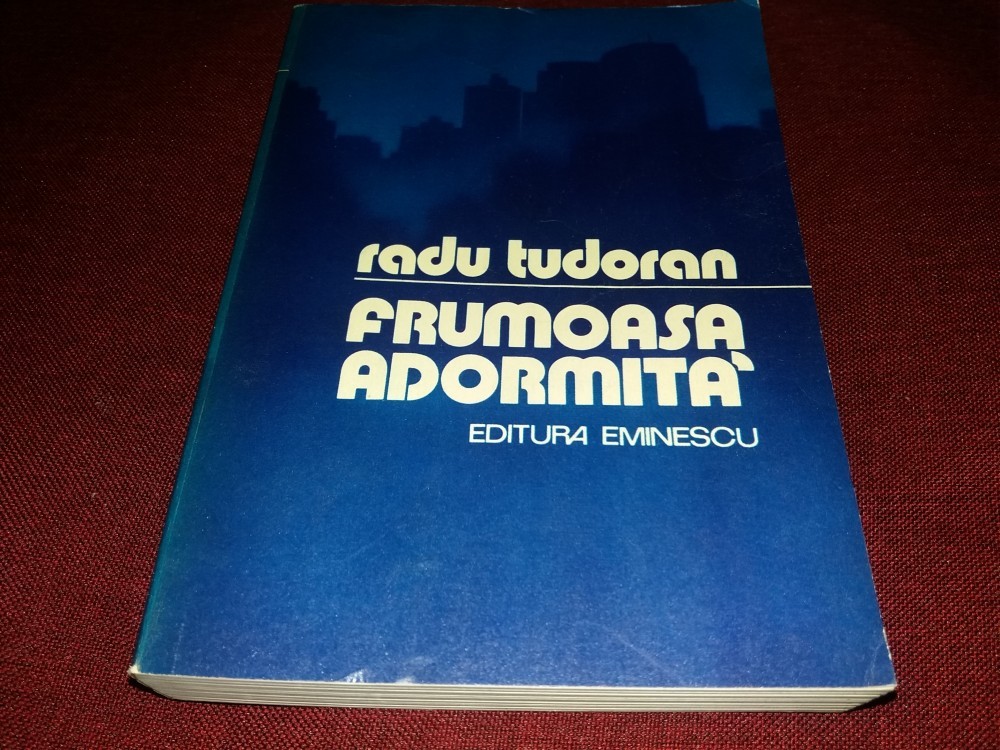 radu tudoran
FRUMOASA
ADORMITĂ
EDITURA EMINESCU